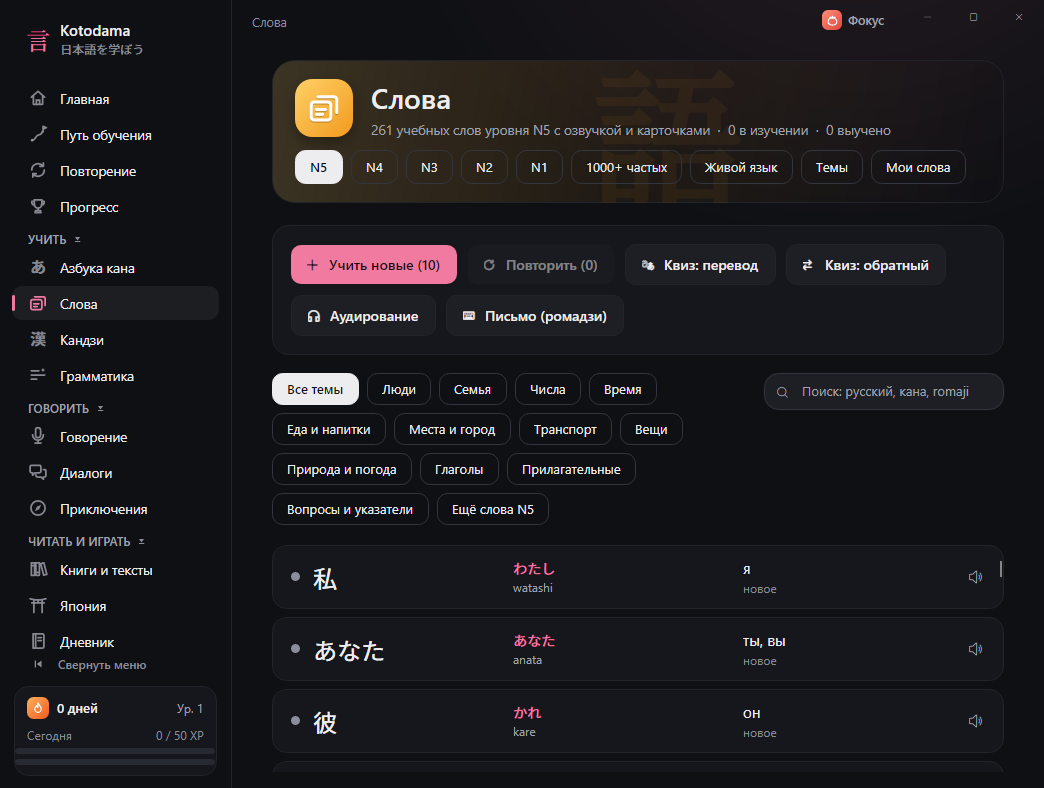 Kotodama
日本語を学ぼう
Главная
Путь обучения
Повторение
Прогресс
УЧИТЬ
あ Азбука кана
Слова
漢 Кандзи
Грамматика
ГОВОРИТЬ
Говорение
Диалоги
Приключения
ЧИТАТЬ И ИГРАТЬ
Книги и тексты
Япония
Дневник
Свернуть меню
0 дней Ур. 1
Сегодня 0 / 50 XP
Слова
Фокус
語
Слова
261 учебных слов уровня N5 с озвучкой и карточками · 0 в изучении · 0 выучено
N5 N4 N3 N2 N1 1000+ частых Живой язык Темы Мои слова
+ Учить новые (10) Повторить (0) Квиз: перевод Квиз: обратный
Аудирование Письмо (ромадзи)
Все темы Люди Семья Числа Время
Поиск: русский, кана, romaji
Еда и напитки Места и город Транспорт Вещи
Природа и погода Глаголы Прилагательные
Вопросы и указатели Ещё слова N5
私 わたし я
watashi новое
あなた あなた ты, вы
anata новое
彼 かれ он
kare новое